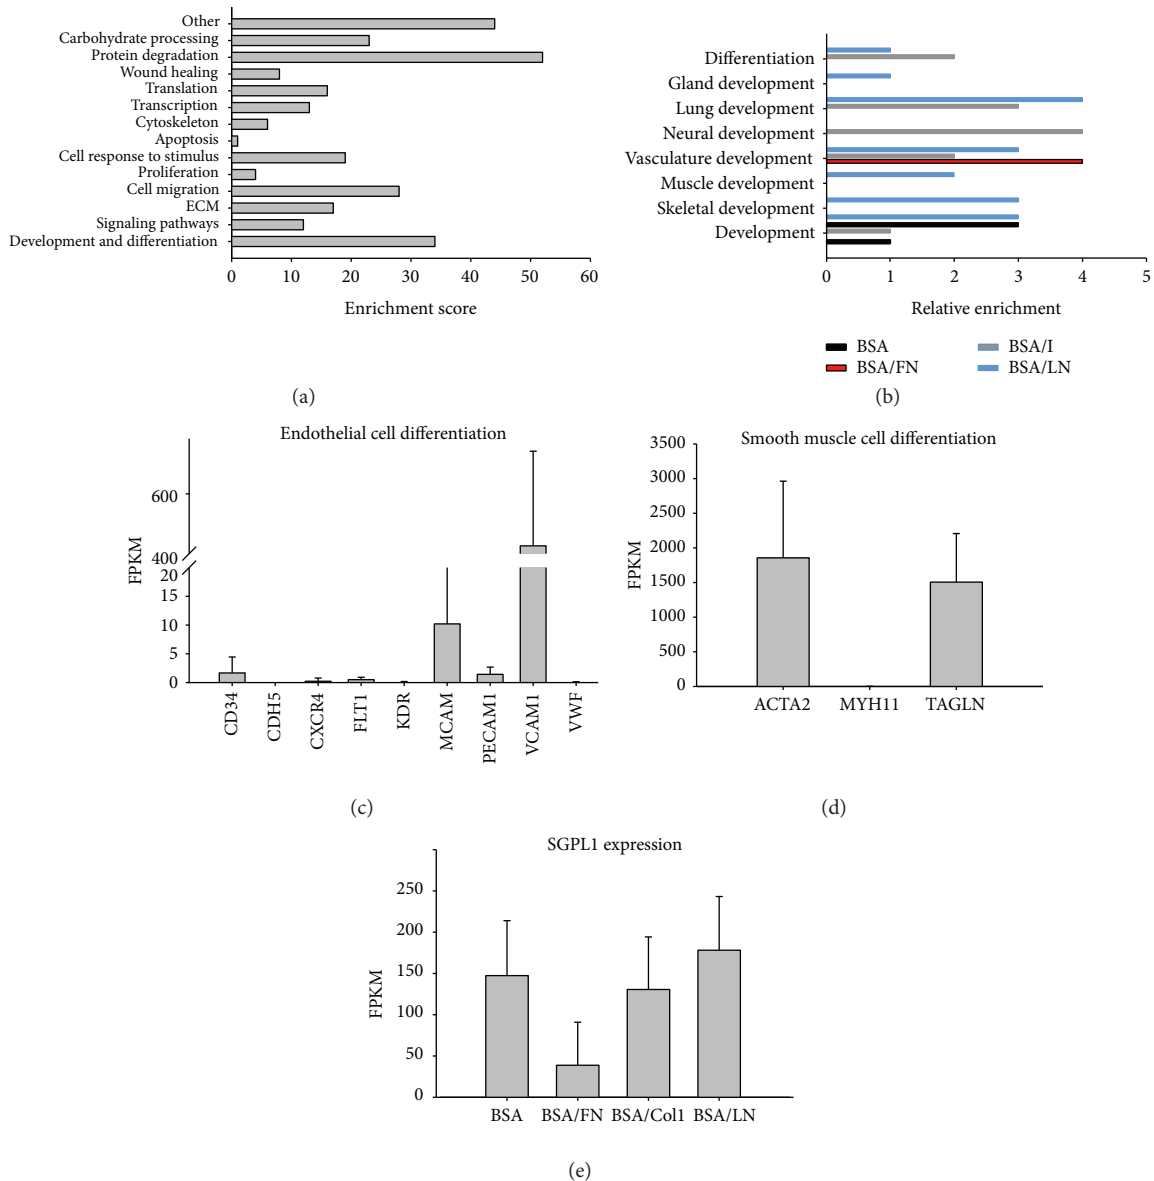 Other
Carbohydrate processing
Protein degradation
Wound healing
Translation
Transcription
Cytoskeleton
Apoptosis
Cell response to stimulus
Proliferation
Cell migration
ECM
Signaling pathways
Development and differentiation
0 10 20 30 40 50 60
Enrichment score
(a)
Differentiation
Gland development
Lung development
Neural development
Vasculature development
Muscle development
Skeletal development
Development
0 1 2 3 4 5
Relative enrichment
BSA BSA/I
BSA/FN BSA/LN
(b)
Endothelial cell differentiation
FPKM
600
400
20
15
10
5
0
CD34 CDH5 CXCR4 FLT1 KDR MCAM PECAM1 VCAM1 VWF
(c)
Smooth muscle cell differentiation
FPKM
3500
3000
2500
2000
1500
1000
500
0
ACTA2 MYH11 TAGLN
(d)
SGPL1 expression
FPKM
250
200
150
100
50
0
BSA BSA/FN BSA/Col1 BSA/LN
(e)